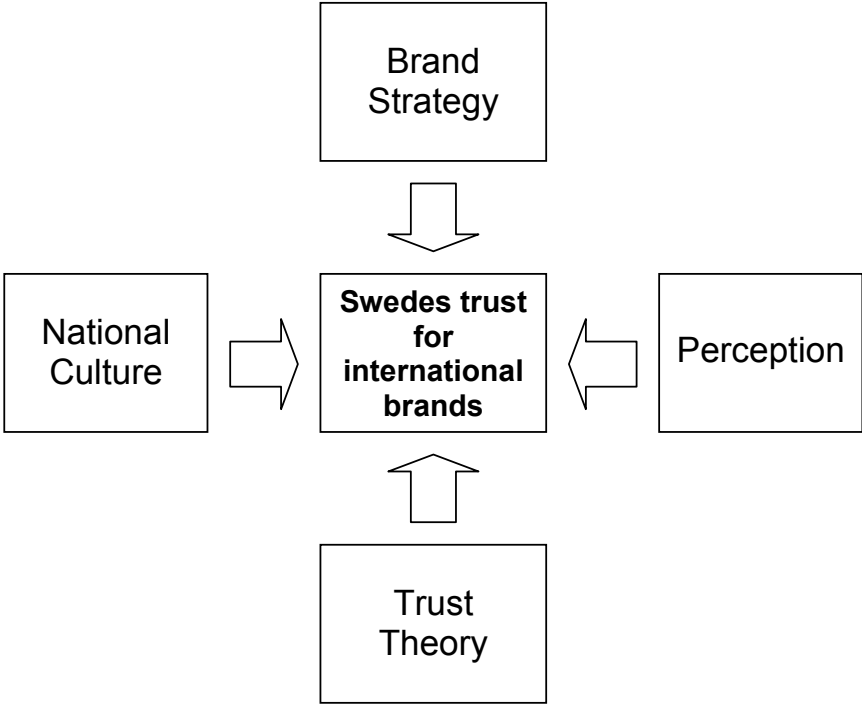 Brand
Strategy
National
Culture
Swedes trust
for
international
brands
Perception
Trust
Theory